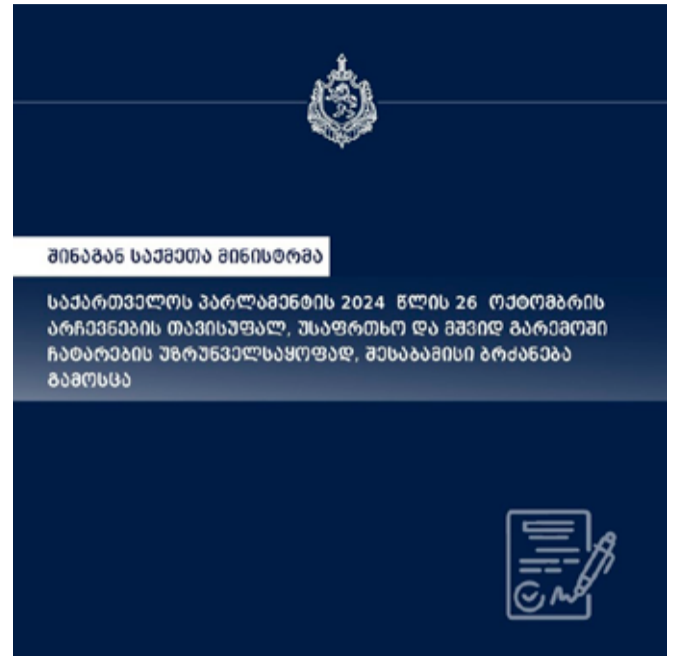 შინაგან საქმეთა მინისტრმა
საქართველოს პარლამენტის 2024 წლის 26 ოქტომბრის
არჩევნების თავისუფალ, უსაფრთხო და მშვიდ გარემოში
ჩატარების უზრუნველსაყოფად, შესაბამისი ბრძანება
გამოსცა